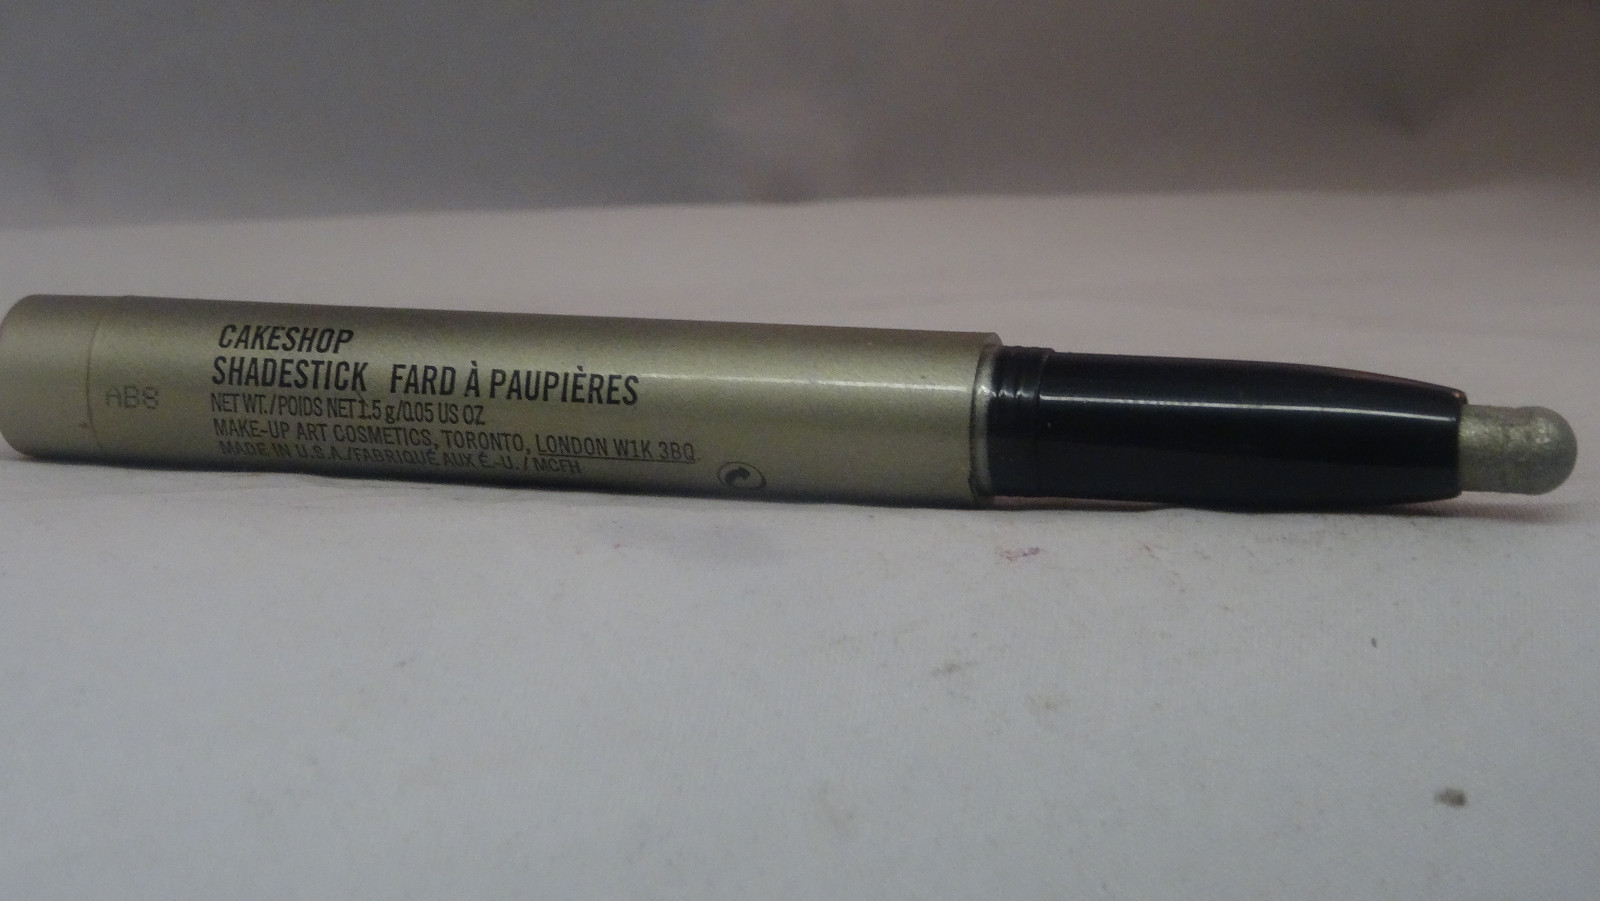 CAKESHOP
SHADESTICK FARD À PAUPIÈRES
NET WT./POIDS NET 1.5 g/0.05 US OZ
MAKE-UP ART COSMETICS, TORONTO, LONDON W1K 3BQ.
MADE IN U.S.A./FABRIQUÉ AUX É.-U. / MCFH
AB8